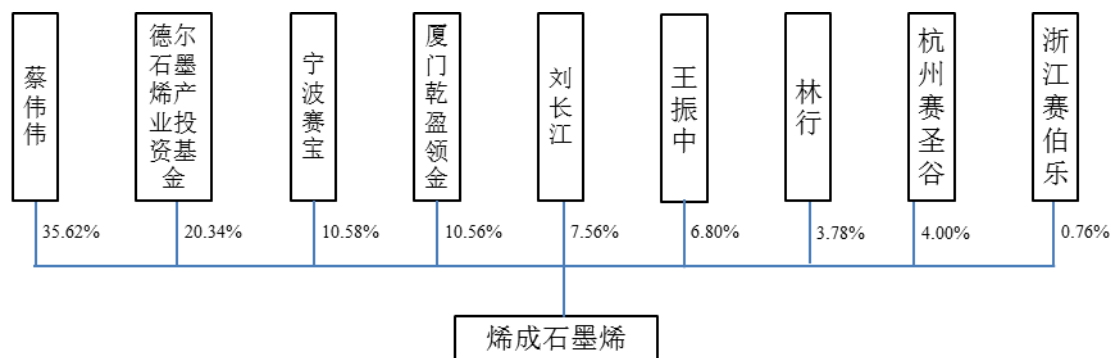 蔡伟伟
德尔石墨烯产业投资基金
宁波赛宝
厦门乾盈领金
刘长江
王振中
林行
杭州赛圣谷
浙江赛伯乐
35.62%
20.34%
10.58%
10.56%
7.56%
6.80%
3.78%
4.00%
0.76%
烯成石墨烯